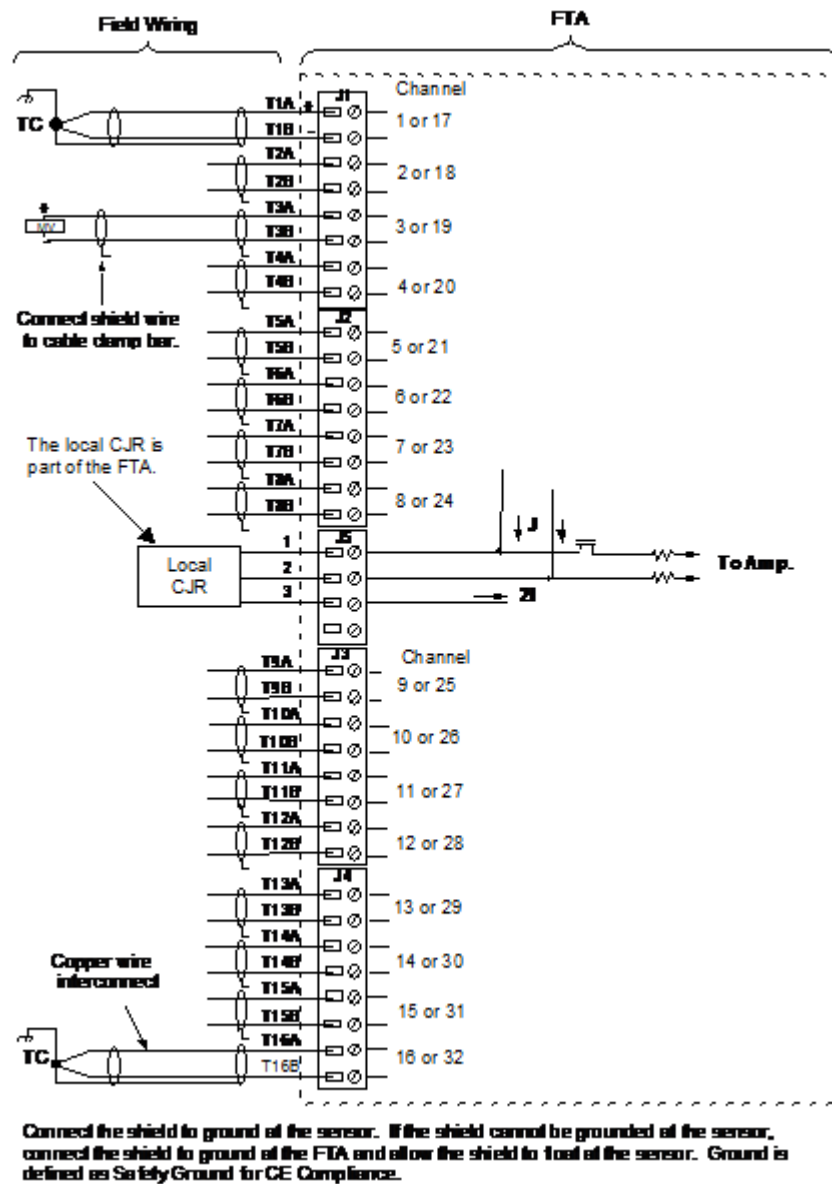 Field Wiring
FTA
Channel
TC
T1A + J1
T1B -
1 or 17
T2A
T2B
2 or 18
+
MV
T3A
T3B
3 or 19
T4A
T4B
4 or 20
Connect shield wire
to cable clamp bar.
J2
T5A
T5B
5 or 21
T6A
T6B
6 or 22
T7A
T7B
7 or 23
The local CJR is
part of the FTA.
T8A
T8B
8 or 24
Local
CJR
1
2
3
J5
To Amp.
J3
Channel
T9A
T9B
9 or 25
T10A
T10B
10 or 26
T11A
T11B
11 or 27
T12A
T12B
12 or 28
J4
T13A
T13B
13 or 29
T14A
T14B
14 or 30
Copper wire
interconnect
T15A
T15B
15 or 31
TC
T16A
T16B
16 or 32
Connect the shield to ground at the sensor. If the shield cannot be grounded at the sensor,
connect the shield to ground at the FTA and allow the shield to float at the sensor. Ground is
defined as Safety Ground for CE Compliance.